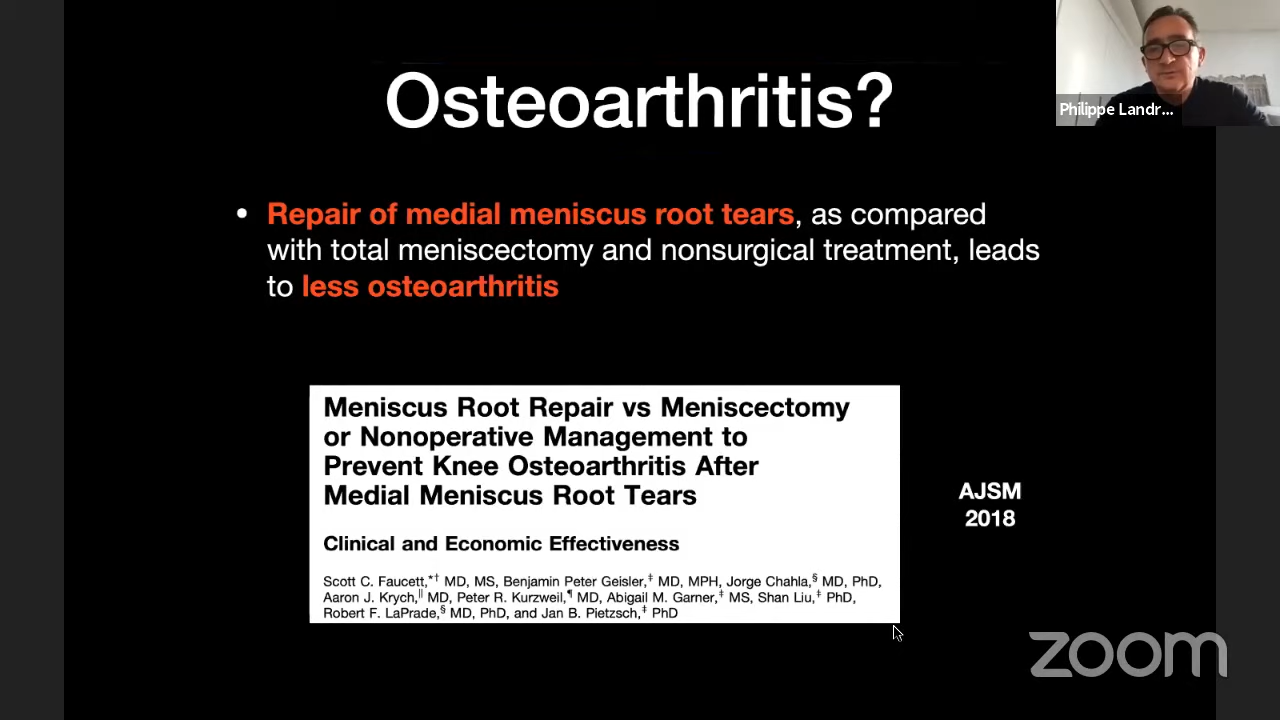 Osteoarthritis?
Philippe Landr...
• Repair of medial meniscus root tears, as compared
with total meniscectomy and nonsurgical treatment, leads
to less osteoarthritis
Meniscus Root Repair vs Meniscectomy
or Nonoperative Management to
Prevent Knee Osteoarthritis After
Medial Meniscus Root Tears
Clinical and Economic Effectiveness
Scott C. Faucett,*† MD, MS, Benjamin Peter Geisler,‡ MD, MPH, Jorge Chahla,§ MD, PhD,
Aaron J. Krych,|| MD, Peter R. Kurzweil,¶ MD, Abigail M. Garner,‡ MS, Shan Liu,‡ PhD,
Robert F. LaPrade,§ MD, PhD, and Jan B. Pietzsch,‡ PhD
AJSM
2018
zoom